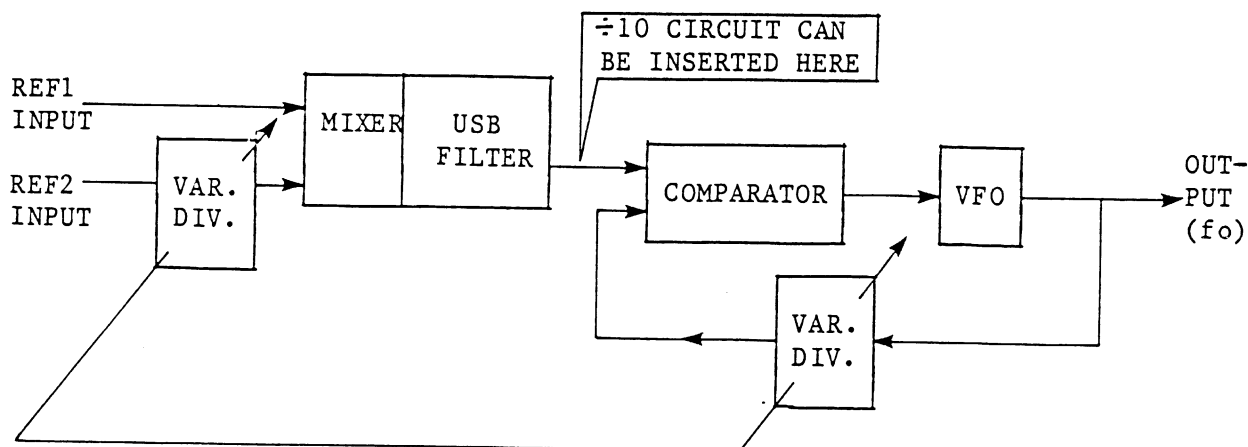 ÷10 CIRCUIT CAN
BE INSERTED HERE
REF1
INPUT
REF2
INPUT
VAR.
DIV.
MIXER
USB
FILTER
COMPARATOR
VFO
OUT-
PUT
(fo)
VAR.
DIV.